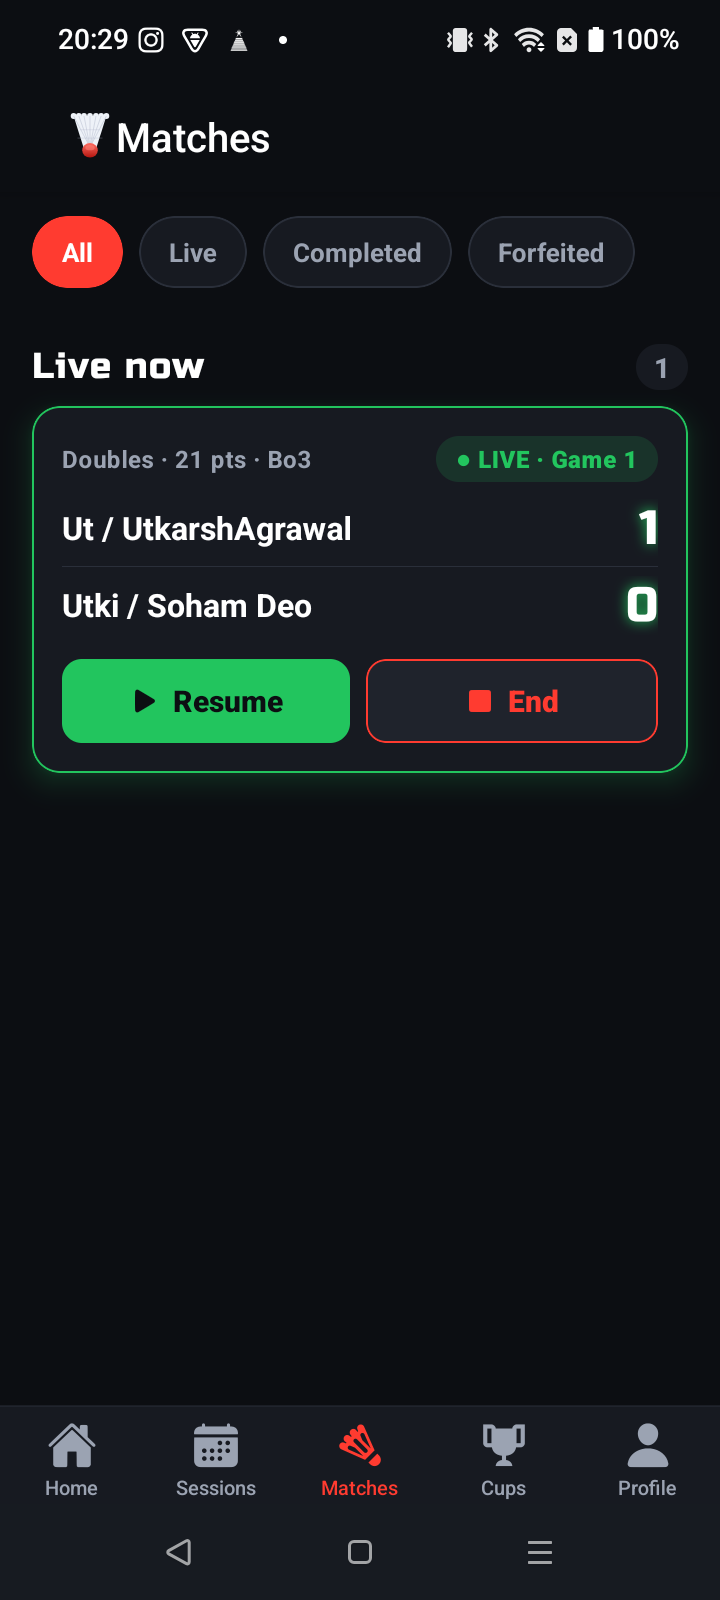 20:29 100%
Matches
All Live Completed Forfeited
Live now 1
Doubles · 21 pts · Bo3 LIVE · Game 1
Ut / UtkarshAgrawal 1
Utki / Soham Deo 0
Resume End
Home Sessions Matches Cups Profile